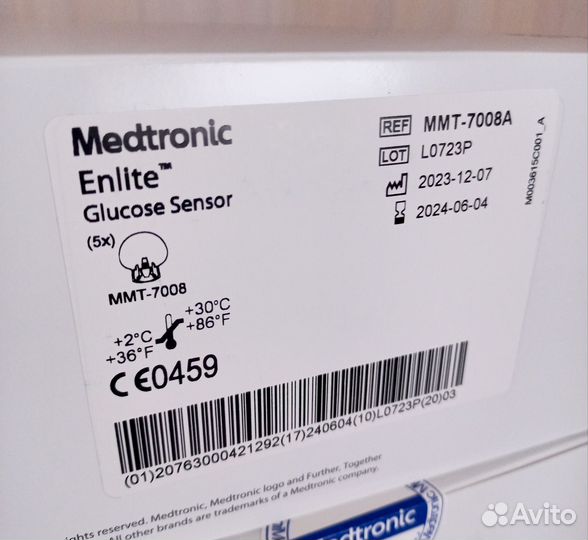 Medtronic
Enlite™
Glucose Sensor
(5x)
MMT-7008
+2°C
+36°F
+30°C
+86°F
CE0459
REF MMT-7008A
LOT L0723P
2023-12-07
2024-06-04
M003615C001_A
(01)20763000421292(17)240604(10)L0723P(20)03
rights reserved. Medtronic, Medtronic logo and Further, Together
All other brands are trademarks of a Medtronic company.
Medtronic
Avito